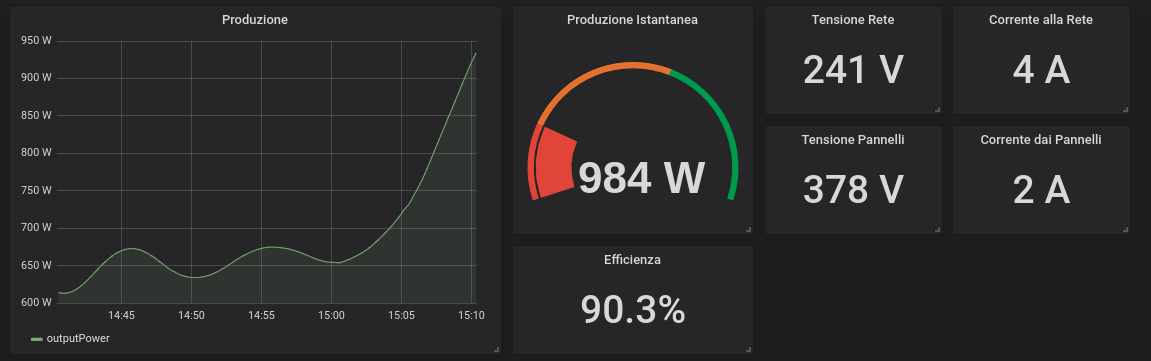 Produzione
950 W
900 W
850 W
800 W
750 W
700 W
650 W
600 W
14:45 14:50 14:55 15:00 15:05 15:10
outputPower
Produzione Istantanea
984 W
Efficienza
90.3%
Tensione Rete
241 V
Corrente alla Rete
4 A
Tensione Pannelli
378 V
Corrente dai Pannelli
2 A